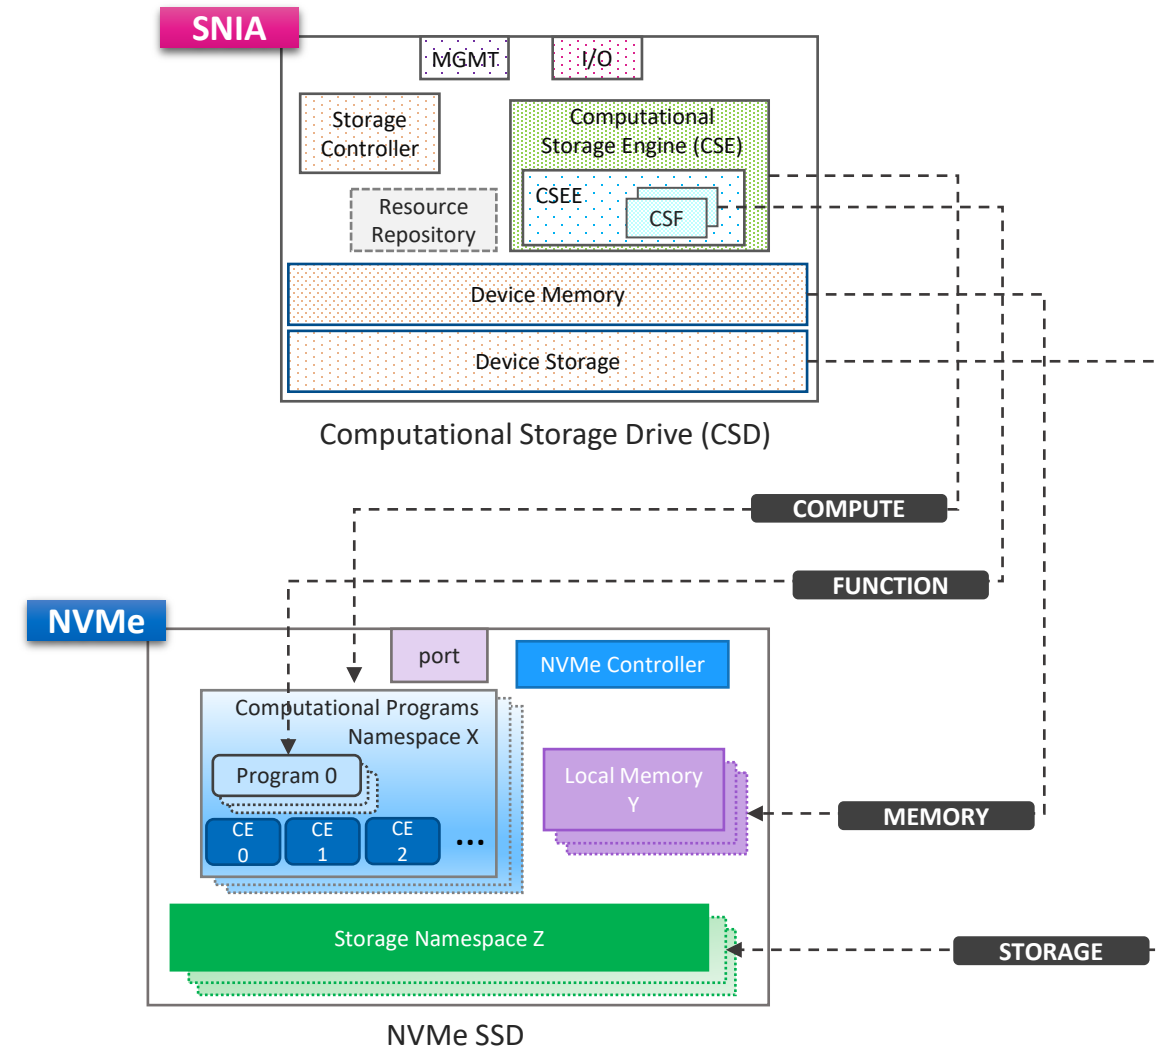 SNIA
MGMT
I/O
Storage
Controller
Computational
Storage Engine (CSE)
CSEE
CSF
Resource
Repository
Device Memory
Device Storage
Computational Storage Drive (CSD)
COMPUTE
FUNCTION
NVMe
port
NVMe Controller
Computational Programs
Namespace X
Program 0
CE
0
CE
1
CE
2
...
Local Memory
Y
MEMORY
Storage Namespace Z
STORAGE
NVMe SSD